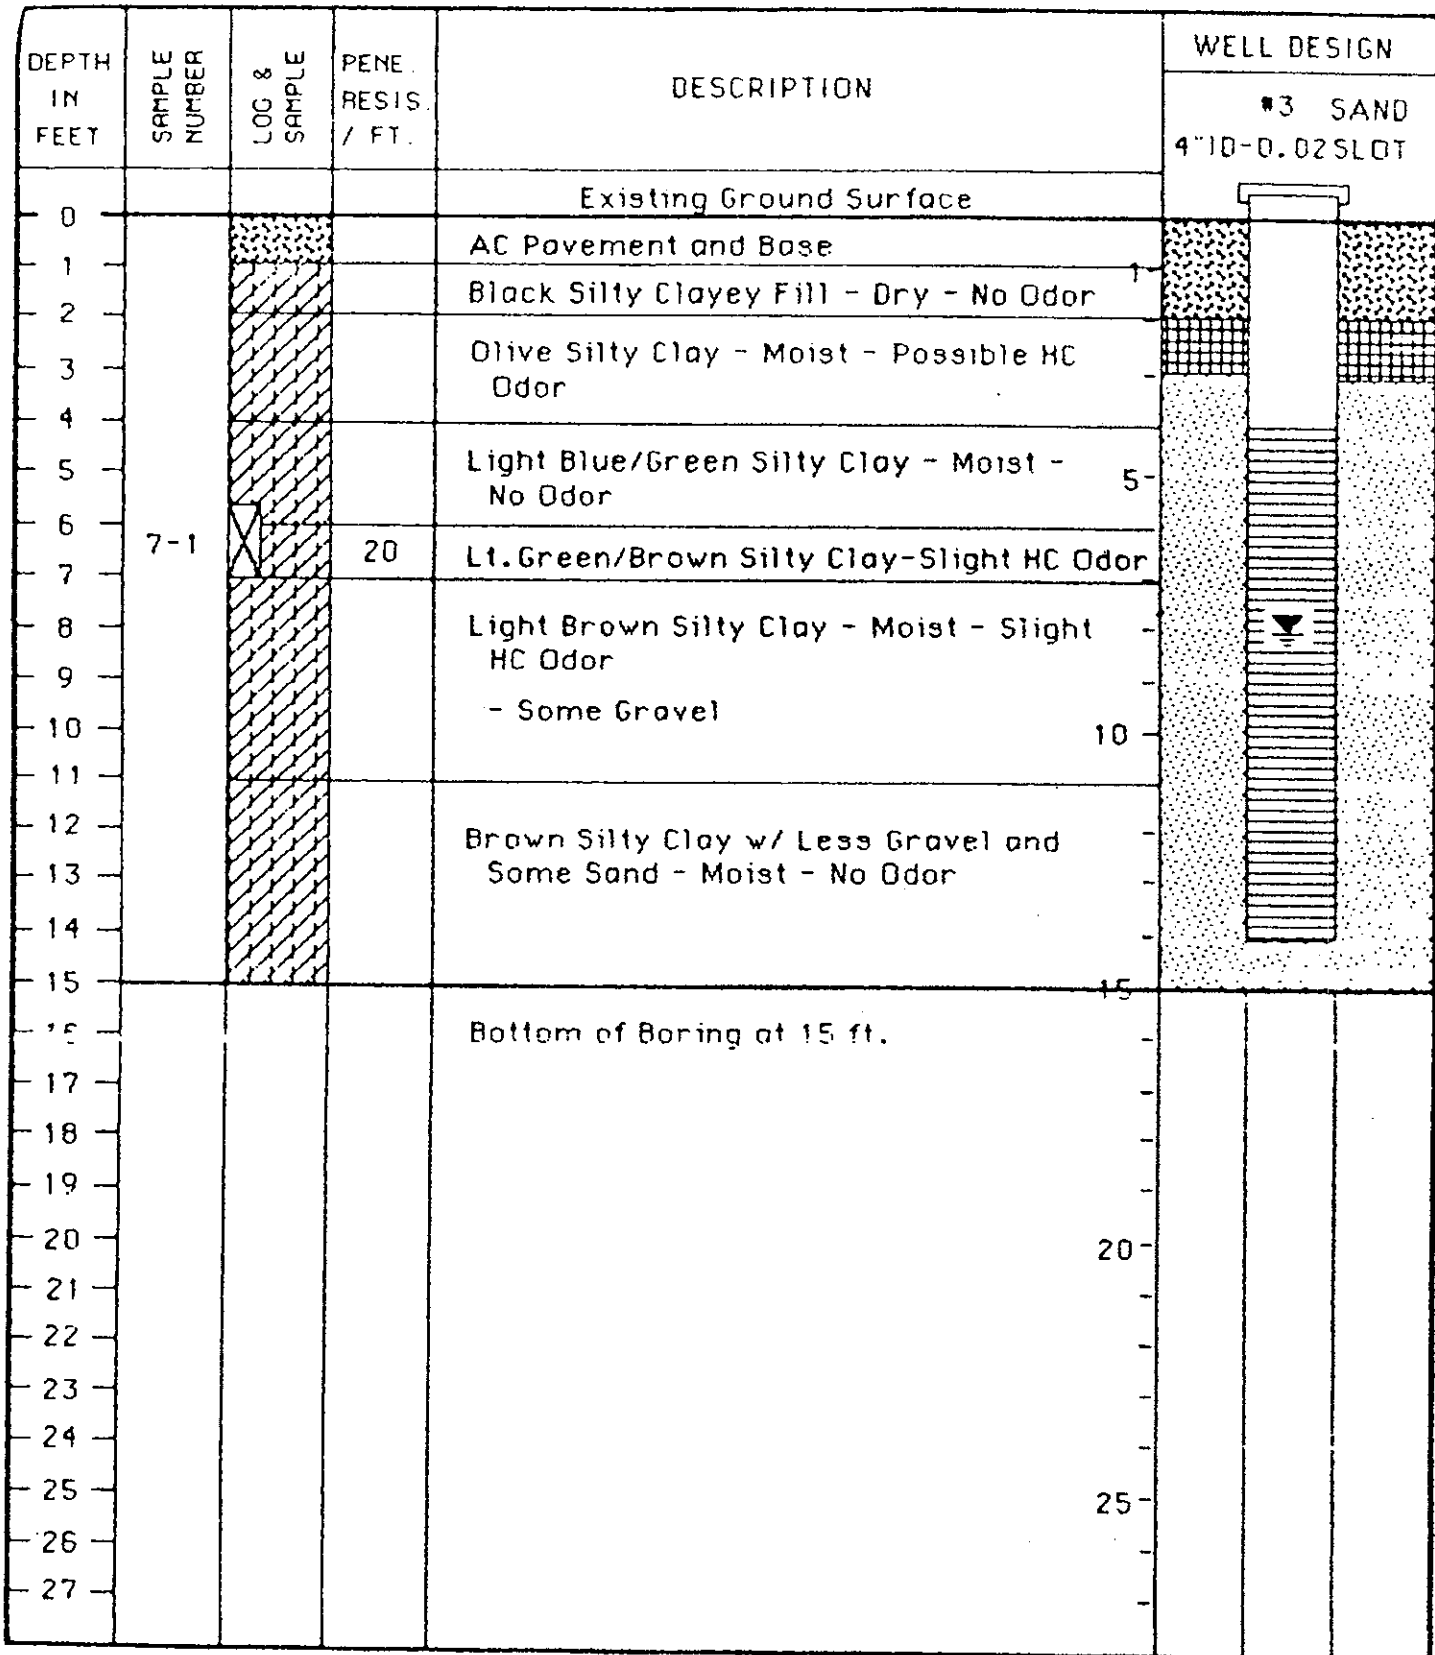 DEPTH
IN
FEET
SAMPLE
NUMBER
LOG &
SAMPLE
PENE.
RESIS.
/ FT.
DESCRIPTION
WELL DESIGN
#3 SAND
4"ID-0.02SLOT
Existing Ground Surface
0
AC Pavement and Base
1
1
Black Silty Clayey Fill - Dry - No Odor
2
Olive Silty Clay - Moist - Possible HC
Odor
3
4
Light Blue/Green Silty Clay - Moist -
No Odor
5
5
6
7-1
20
Lt.Green/Brown Silty Clay-Slight HC Odor
7
Light Brown Silty Clay - Moist - Slight
HC Odor
8
9
- Some Gravel
10
10
11
12
Brown Silty Clay w/ Less Gravel and
Some Sand - Moist - No Odor
13
14
15
15
Bottom of Boring at 15 ft.
17
18
19
20
20
21
22
23
24
25
25
26
27